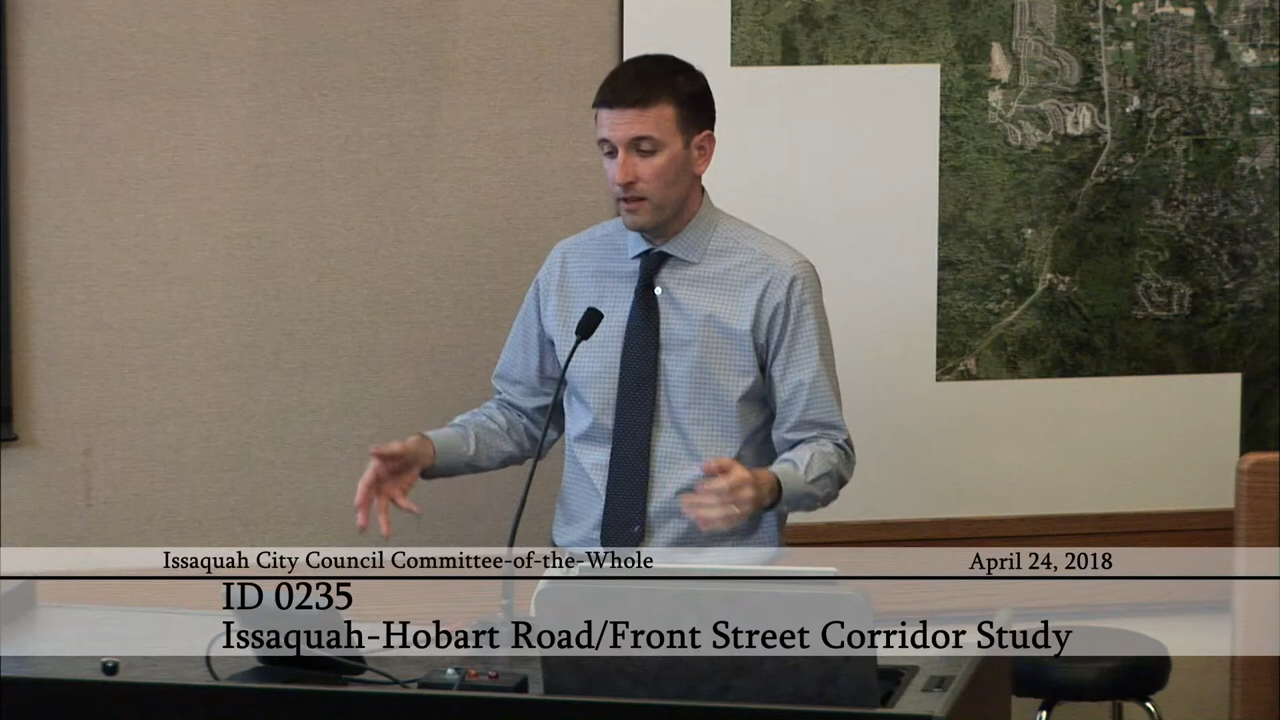 Issaquah City Council Committee-of-the-Whole April 24, 2018
ID 0235
Issaquah-Hobart Road/Front Street Corridor Study